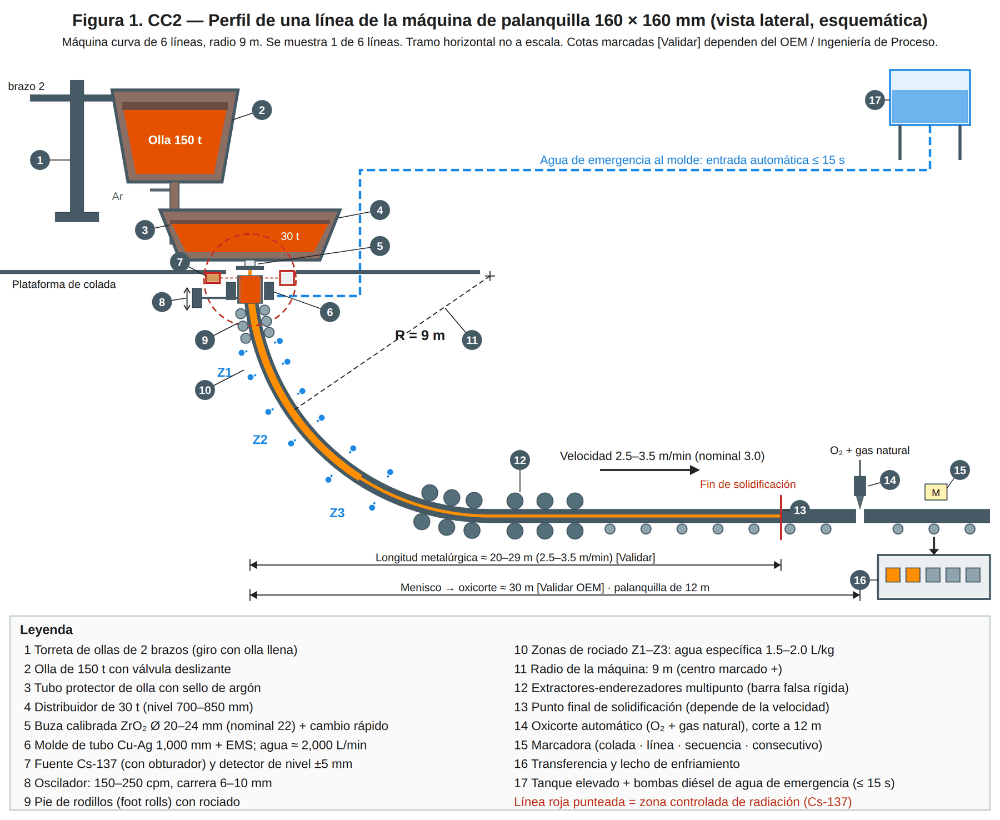 Figura 1. CC2 — Perfil de una línea de la máquina de palanquilla 160 × 160 mm (vista lateral, esquemática)
Máquina curva de 6 líneas, radio 9 m. Se muestra 1 de 6 líneas. Tramo horizontal no a escala. Cotas marcadas [Validar] dependen del OEM / Ingeniería de Proceso.
brazo 2
17
2
Olla 150 t
1
Agua de emergencia al molde: entrada automática ≤ 15 s
Ar
4
3
30 t
5
7
Plataforma de colada
8
6
9
R = 9 m
11
Z1
10
Z2
12
Velocidad 2.5–3.5 m/min (nominal 3.0)
O₂ + gas natural
15
14
Fin de solidificación
M
13
Z3
Longitud metalúrgica ≈ 20–29 m (2.5–3.5 m/min) [Validar]
16
Menisco → oxicorte ≈ 30 m [Validar OEM] · palanquilla de 12 m
Leyenda
1 Torreta de ollas de 2 brazos (giro con olla llena)
2 Olla de 150 t con válvula deslizante
3 Tubo protector de olla con sello de argón
4 Distribuidor de 30 t (nivel 700–850 mm)
5 Buza calibrada ZrO₂ Ø 20–24 mm (nominal 22) + cambio rápido
6 Molde de tubo Cu-Ag 1,000 mm + EMS; agua ≈ 2,000 L/min
7 Fuente Cs-137 (con obturador) y detector de nivel ±5 mm
8 Oscilador: 150–250 cpm, carrera 6–10 mm
9 Pie de rodillos (foot rolls) con rociado
10 Zonas de rociado Z1–Z3: agua específica 1.5–2.0 L/kg
11 Radio de la máquina: 9 m (centro marcado +)
12 Extractores-enderezadores multipunto (barra falsa rígida)
13 Punto final de solidificación (depende de la velocidad)
14 Oxicorte automático (O₂ + gas natural), corte a 12 m
15 Marcadora (colada · línea · secuencia · consecutivo)
16 Transferencia y lecho de enfriamiento
17 Tanque elevado + bombas diésel de agua de emergencia (≤ 15 s)
Línea roja punteada = zona controlada de radiación (Cs-137)